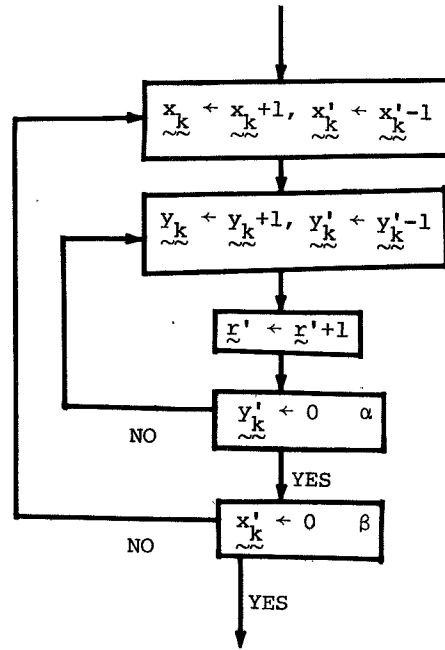 x_k ← x_k+1, x'_k ← x'_k-1
y_k ← y_k+1, y'_k ← y'_k-1
r' ← r'+1
y'_k ← 0 α
NO
YES
x'_k ← 0 β
NO
YES